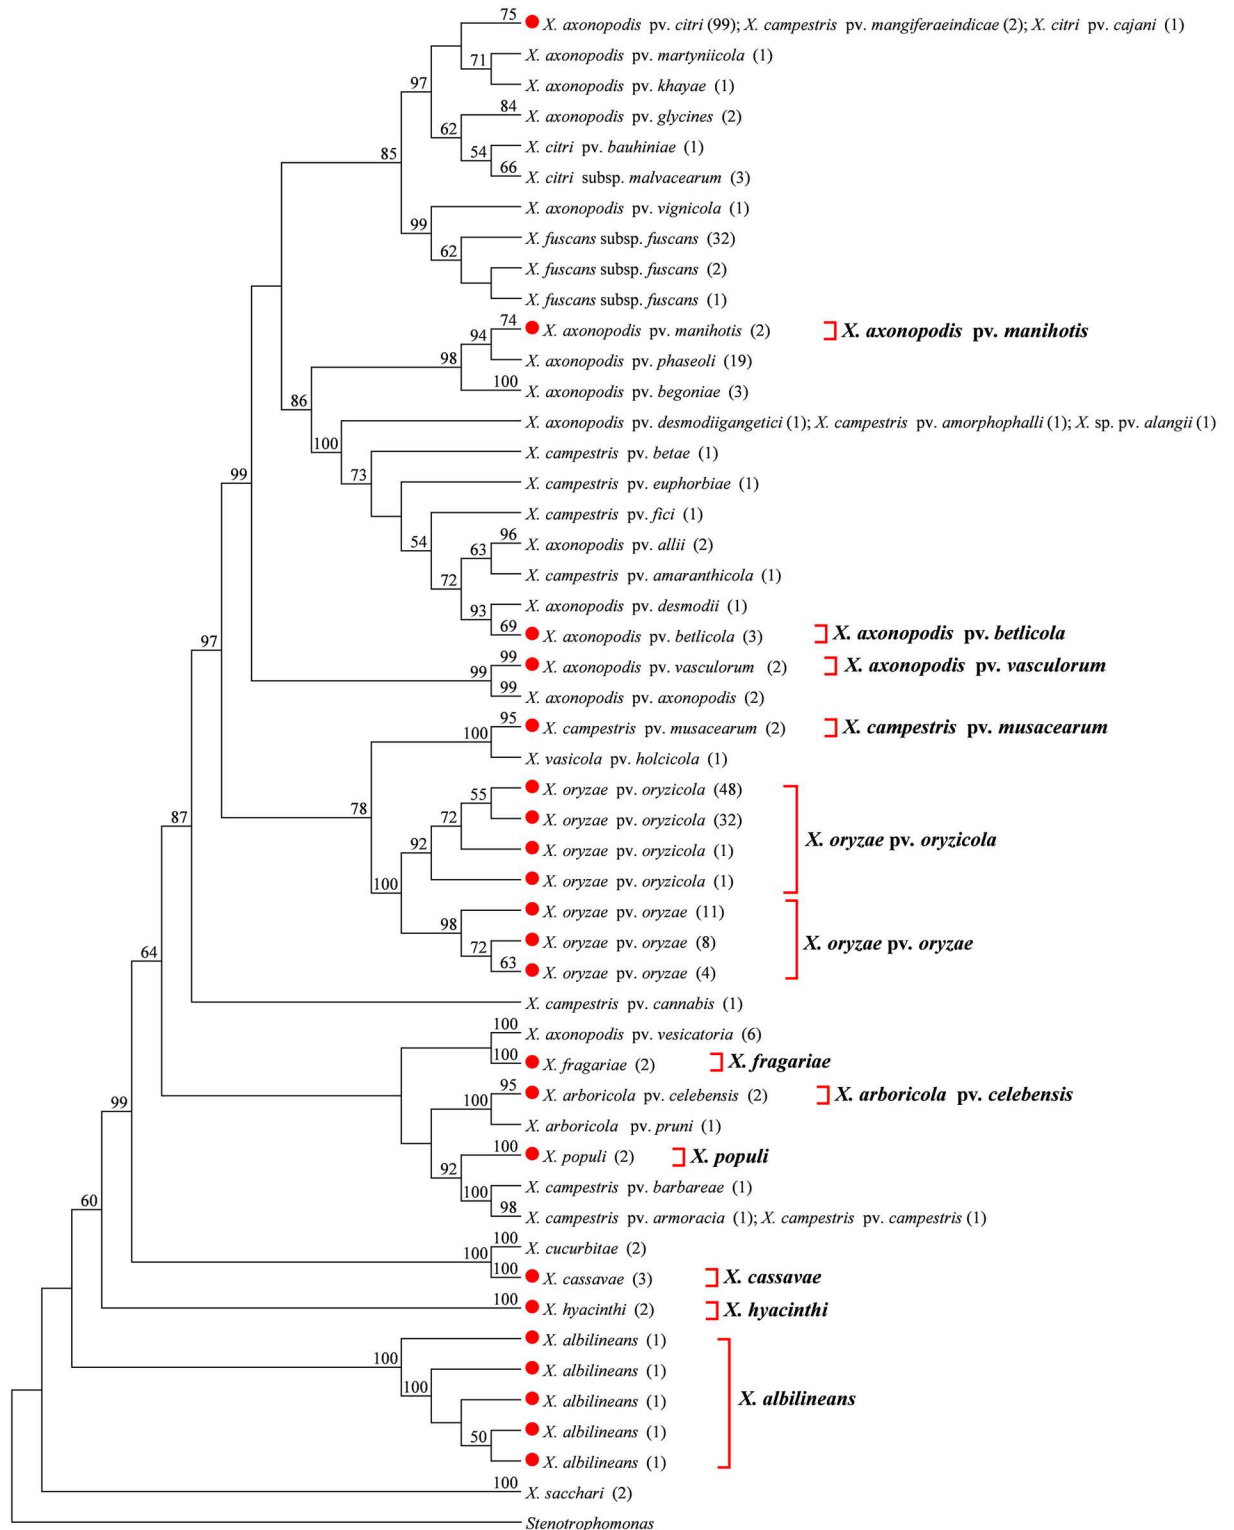 75
X. axonopodis pv. citri (99); X. campestris pv. mangiferaeindicae (2); X. citri pv. cajani (1)
X. axonopodis pv. martyniicola (1)
71
97
X. axonopodis pv. khayae (1)
84
X. axonopodis pv. glycines (2)
62
X. citri pv. bauhiniae (1)
54
85
66
X. citri subsp. malvacearum (3)
X. axonopodis pv. vignicola (1)
99
X. fuscans subsp. fuscans (32)
62
X. fuscans subsp. fuscans (2)
X. fuscans subsp. fuscans (1)
74
X. axonopodis pv. manihotis (2) X. axonopodis pv. manihotis
94
98
X. axonopodis pv. phaseoli (19)
100
X. axonopodis pv. begoniae (3)
86
X. axonopodis pv. desmodiigangetici (1); X. campestris pv. amorphophalli (1); X. sp. pv. alangii (1)
100
X. campestris pv. betae (1)
99
73
X. campestris pv. euphorbiae (1)
X. campestris pv. fici (1)
96
X. axonopodis pv. allii (2)
54
63
X. campestris pv. amaranthicola (1)
72
X. axonopodis pv. desmodii (1)
93
69
X. axonopodis pv. betlicola (3) X. axonopodis pv. betlicola
97
99
X. axonopodis pv. vasculorum (2) X. axonopodis pv. vasculorum
99
99
X. axonopodis pv. axonopodis (2)
95
X. campestris pv. musacearum (2) X. campestris pv. musacearum
100
X. vasicola pv. holcicola (1)
X. oryzae pv. oryzicola (48)
55
78
87
72
X. oryzae pv. oryzicola (32)
X. oryzae pv. oryzicola
92
X. oryzae pv. oryzicola (1)
100
X. oryzae pv. oryzicola (1)
X. oryzae pv. oryzae (11)
98
X. oryzae pv. oryzae (8)
X. oryzae pv. oryzae
72
64
63
X. oryzae pv. oryzae (4)
X. campestris pv. cannabis (1)
100
X. axonopodis pv. vesicatoria (6)
100
X. fragariae (2) X. fragariae
95
X. arboricola pv. celebensis (2) X. arboricola pv. celebensis
99
100
X. arboricola pv. pruni (1)
100
X. populi (2) X. populi
92
X. campestris pv. barbareae (1)
100
60
98
X. campestris pv. armoracia (1); X. campestris pv. campestris (1)
100
X. cucurbitae (2)
100
100
X. cassavae (3) X. cassavae
100
X. hyacinthi (2) X. hyacinthi
X. albilineans (1)
100
X. albilineans (1)
100
X. albilineans (1) X. albilineans
X. albilineans (1)
50
X. albilineans (1)
100
X. sacchari (2)
Stenotrophomonas